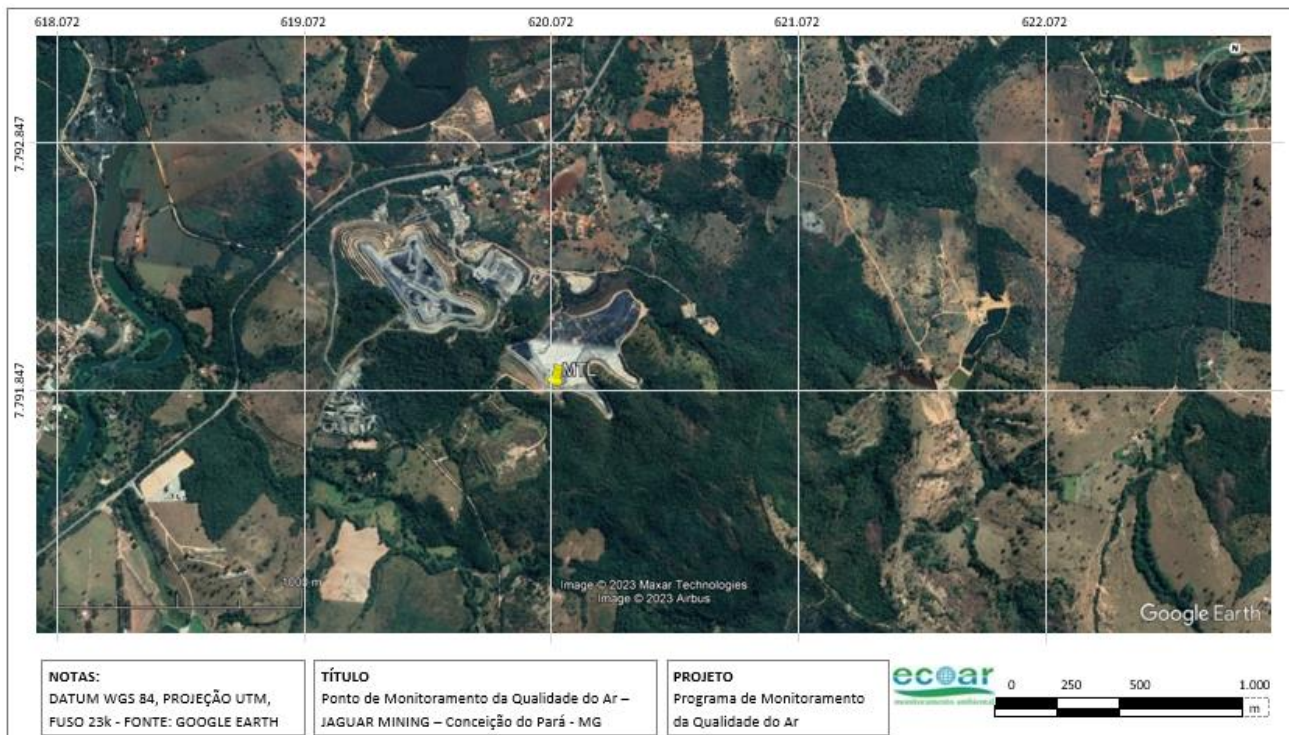 618.072 619.072 620.072 621.072 622.072
N
7.792.847
7.791.847
MTL
1000 m
Image © 2023 Maxar Technologies
Image © 2023 Airbus
Google Earth
NOTAS:
DATUM WGS 84, PROJEÇÃO UTM,
FUSO 23k - FONTE: GOOGLE EARTH
TÍTULO
Ponto de Monitoramento da Qualidade do Ar –
JAGUAR MINING – Conceição do Pará - MG
PROJETO
Programa de Monitoramento
da Qualidade do Ar
ecoar
monitoramento ambiental
0 250 500 1.000
m